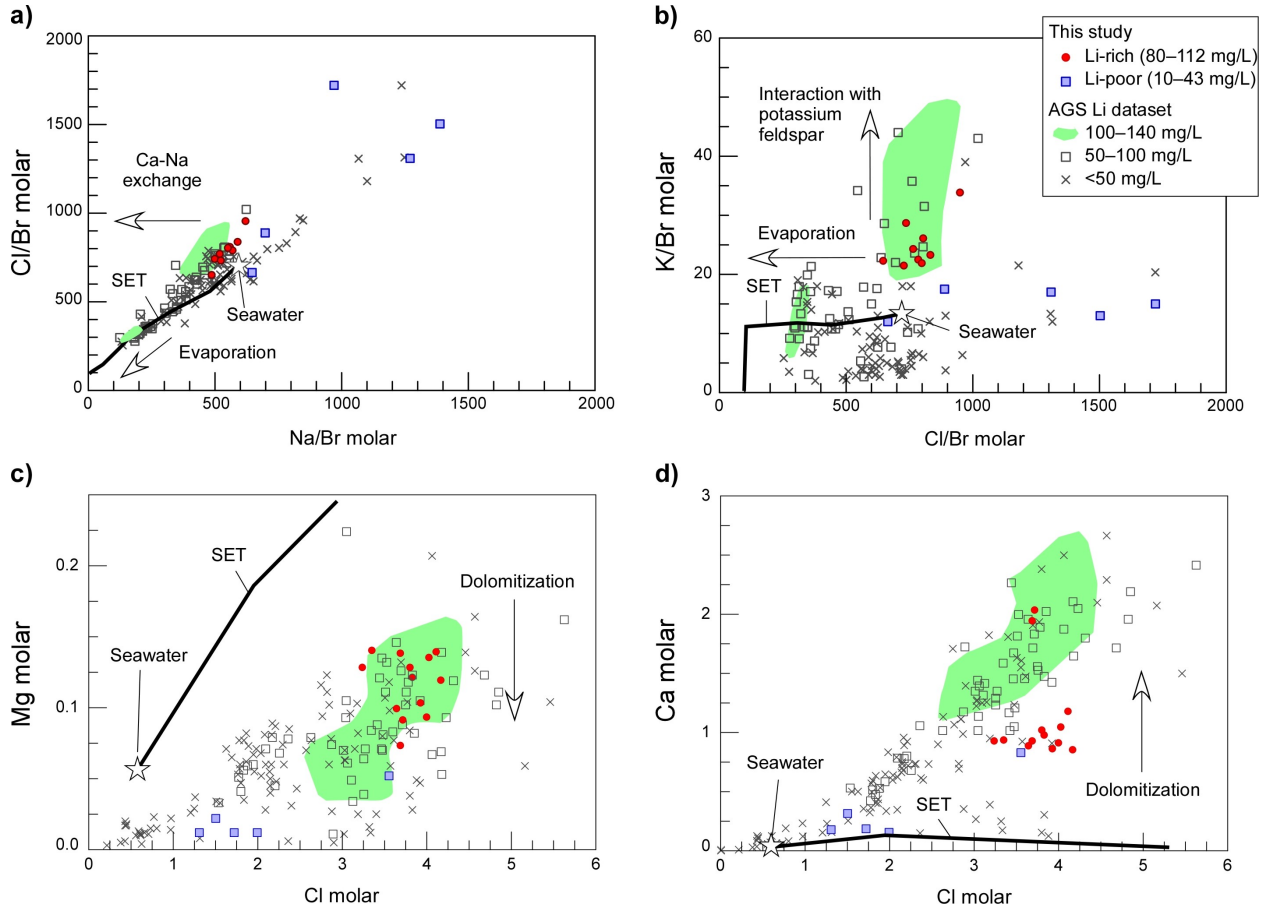 a)
2000
1500
1000
500
0
Cl/Br molar
Ca-Na
exchange
SET
Seawater
Evaporation
0
500
1000
1500
2000
Na/Br molar
b)
60
40
20
0
K/Br molar
Interaction with
potassium
feldspar
Evaporation
SET
Seawater
0
500
1000
1500
2000
Cl/Br molar
This study
Li-rich (80–112 mg/L)
Li-poor (10–43 mg/L)
AGS Li dataset
100–140 mg/L
50–100 mg/L
<50 mg/L
c)
0.2
0.1
0.0
Mg molar
SET
Seawater
Dolomitization
0
1
2
3
4
5
6
Cl molar
d)
3
2
1
0
Ca molar
Seawater
SET
Dolomitization
0
1
2
3
4
5
6
Cl molar